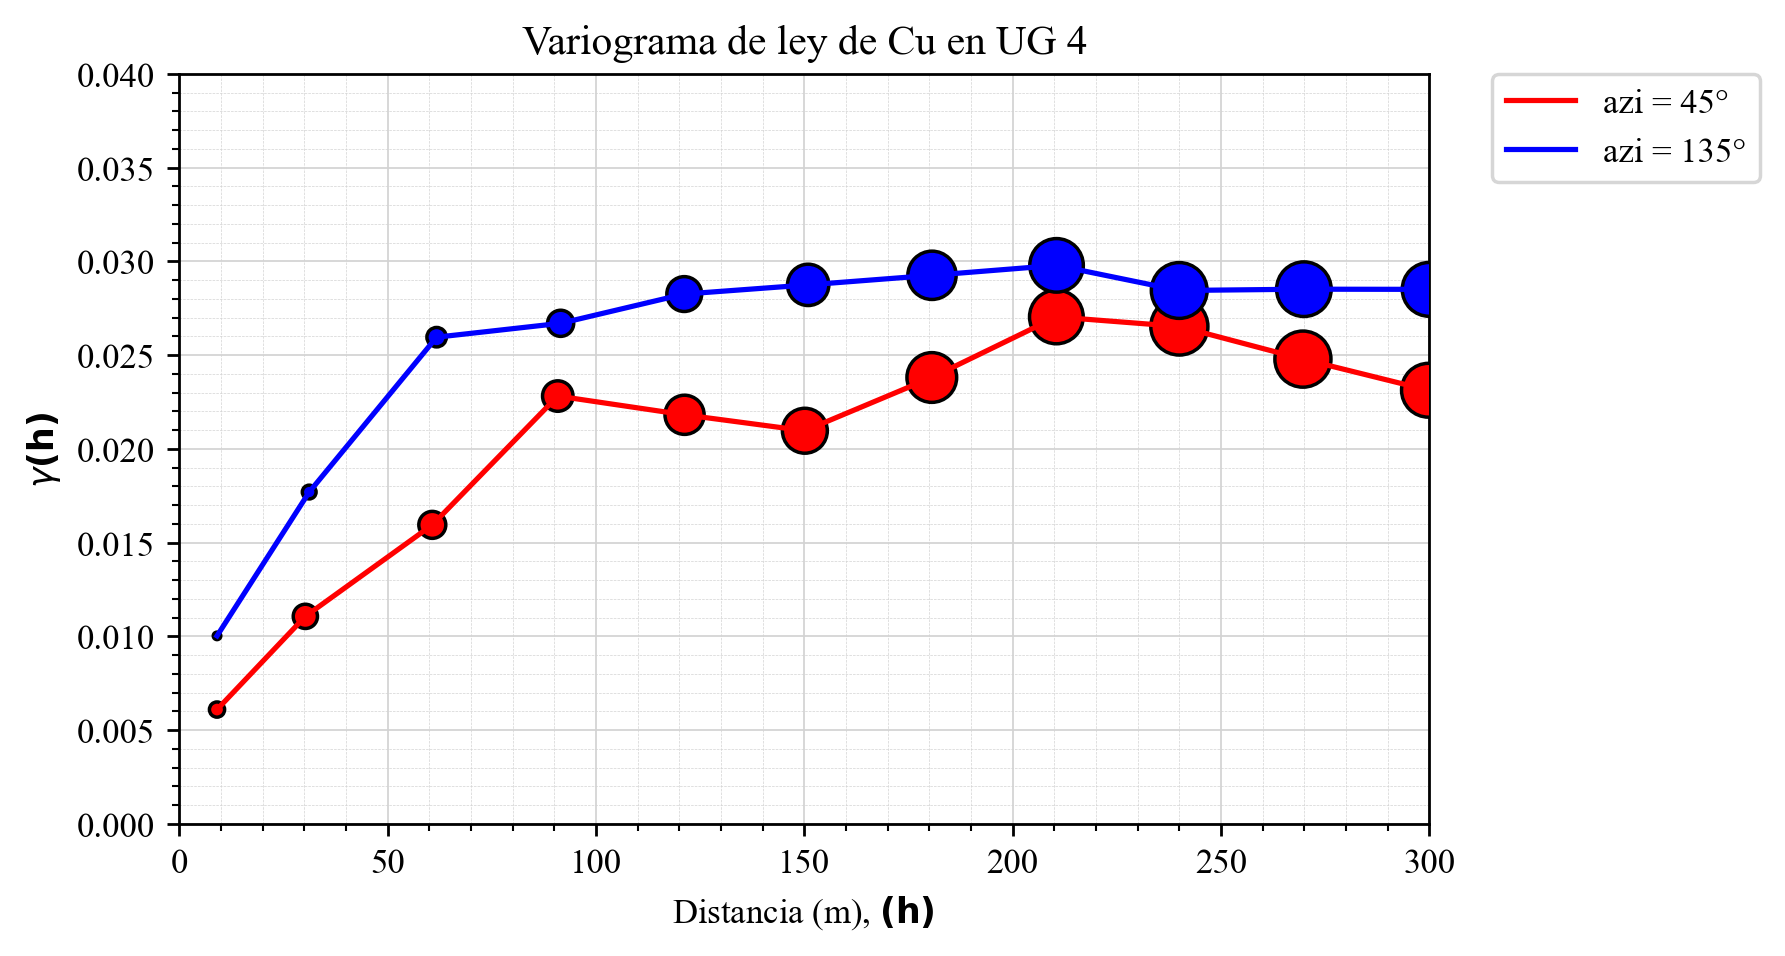 Variograma de ley de Cu en UG 4
azi = 45°
azi = 135°
0.040
0.035
0.030
0.025
0.020
0.015
0.010
0.005
0.000
γ(h)
0 50 100 150 200 250 300
Distancia (m), (h)